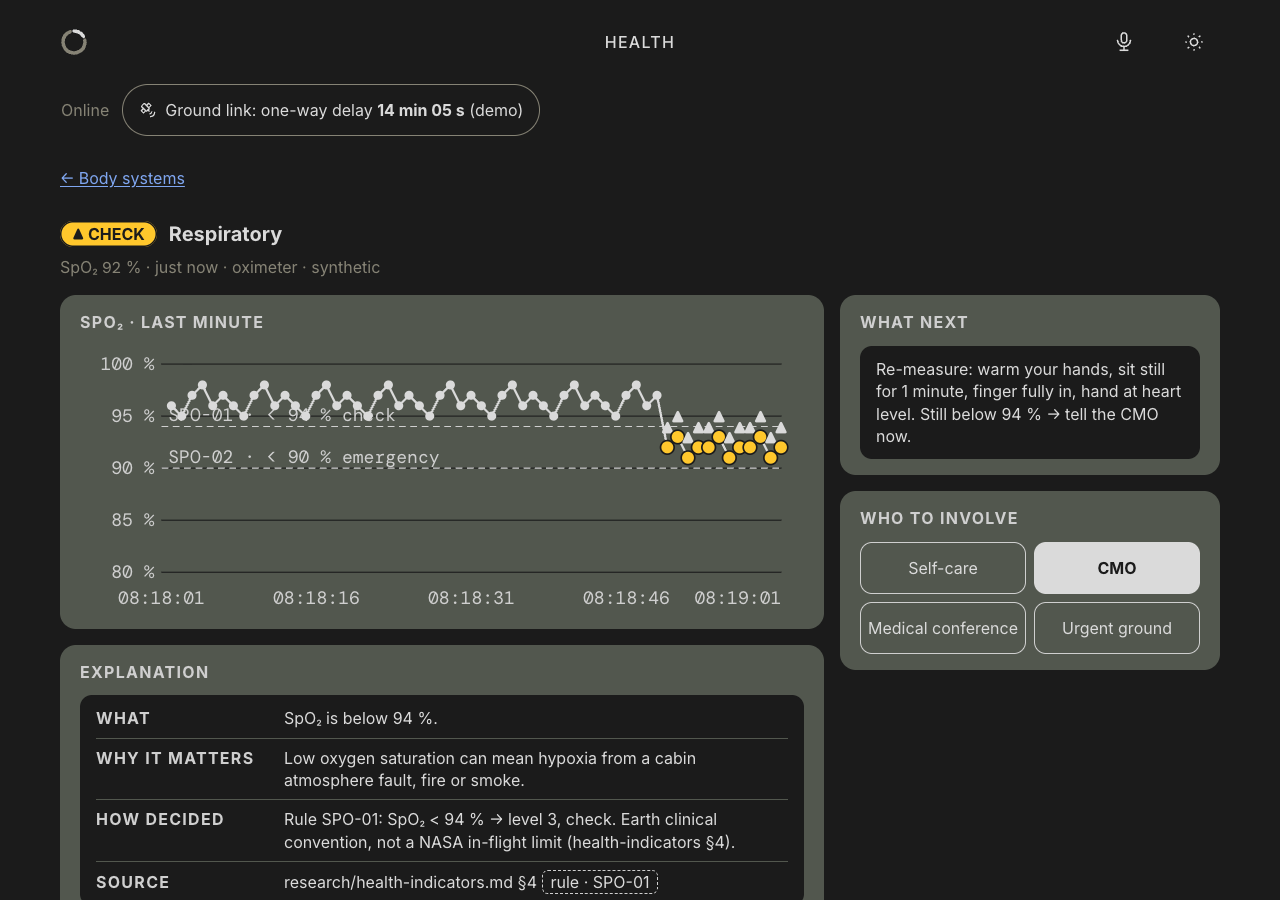 HEALTH
Online
Ground link: one-way delay 14 min 05 s (demo)
← Body systems
CHECK
Respiratory
SpO₂ 92 % · just now · oximeter · synthetic
SPO₂ · LAST MINUTE
100 %
95 %
SPO-01 · < 94 % check
SPO-02 · < 90 % emergency
90 %
85 %
80 %
08:18:01 08:18:16 08:18:31 08:18:46 08:19:01
WHAT NEXT
Re-measure: warm your hands, sit still
for 1 minute, finger fully in, hand at heart
level. Still below 94 % → tell the CMO
now.
WHO TO INVOLVE
Self-care
CMO
Medical conference
Urgent ground
EXPLANATION
WHAT SpO₂ is below 94 %.
WHY IT MATTERS Low oxygen saturation can mean hypoxia from a cabin
atmosphere fault, fire or smoke.
HOW DECIDED Rule SPO-01: SpO₂ < 94 % → level 3, check. Earth clinical
convention, not a NASA in-flight limit (health-indicators §4).
SOURCE research/health-indicators.md §4 rule · SPO-01